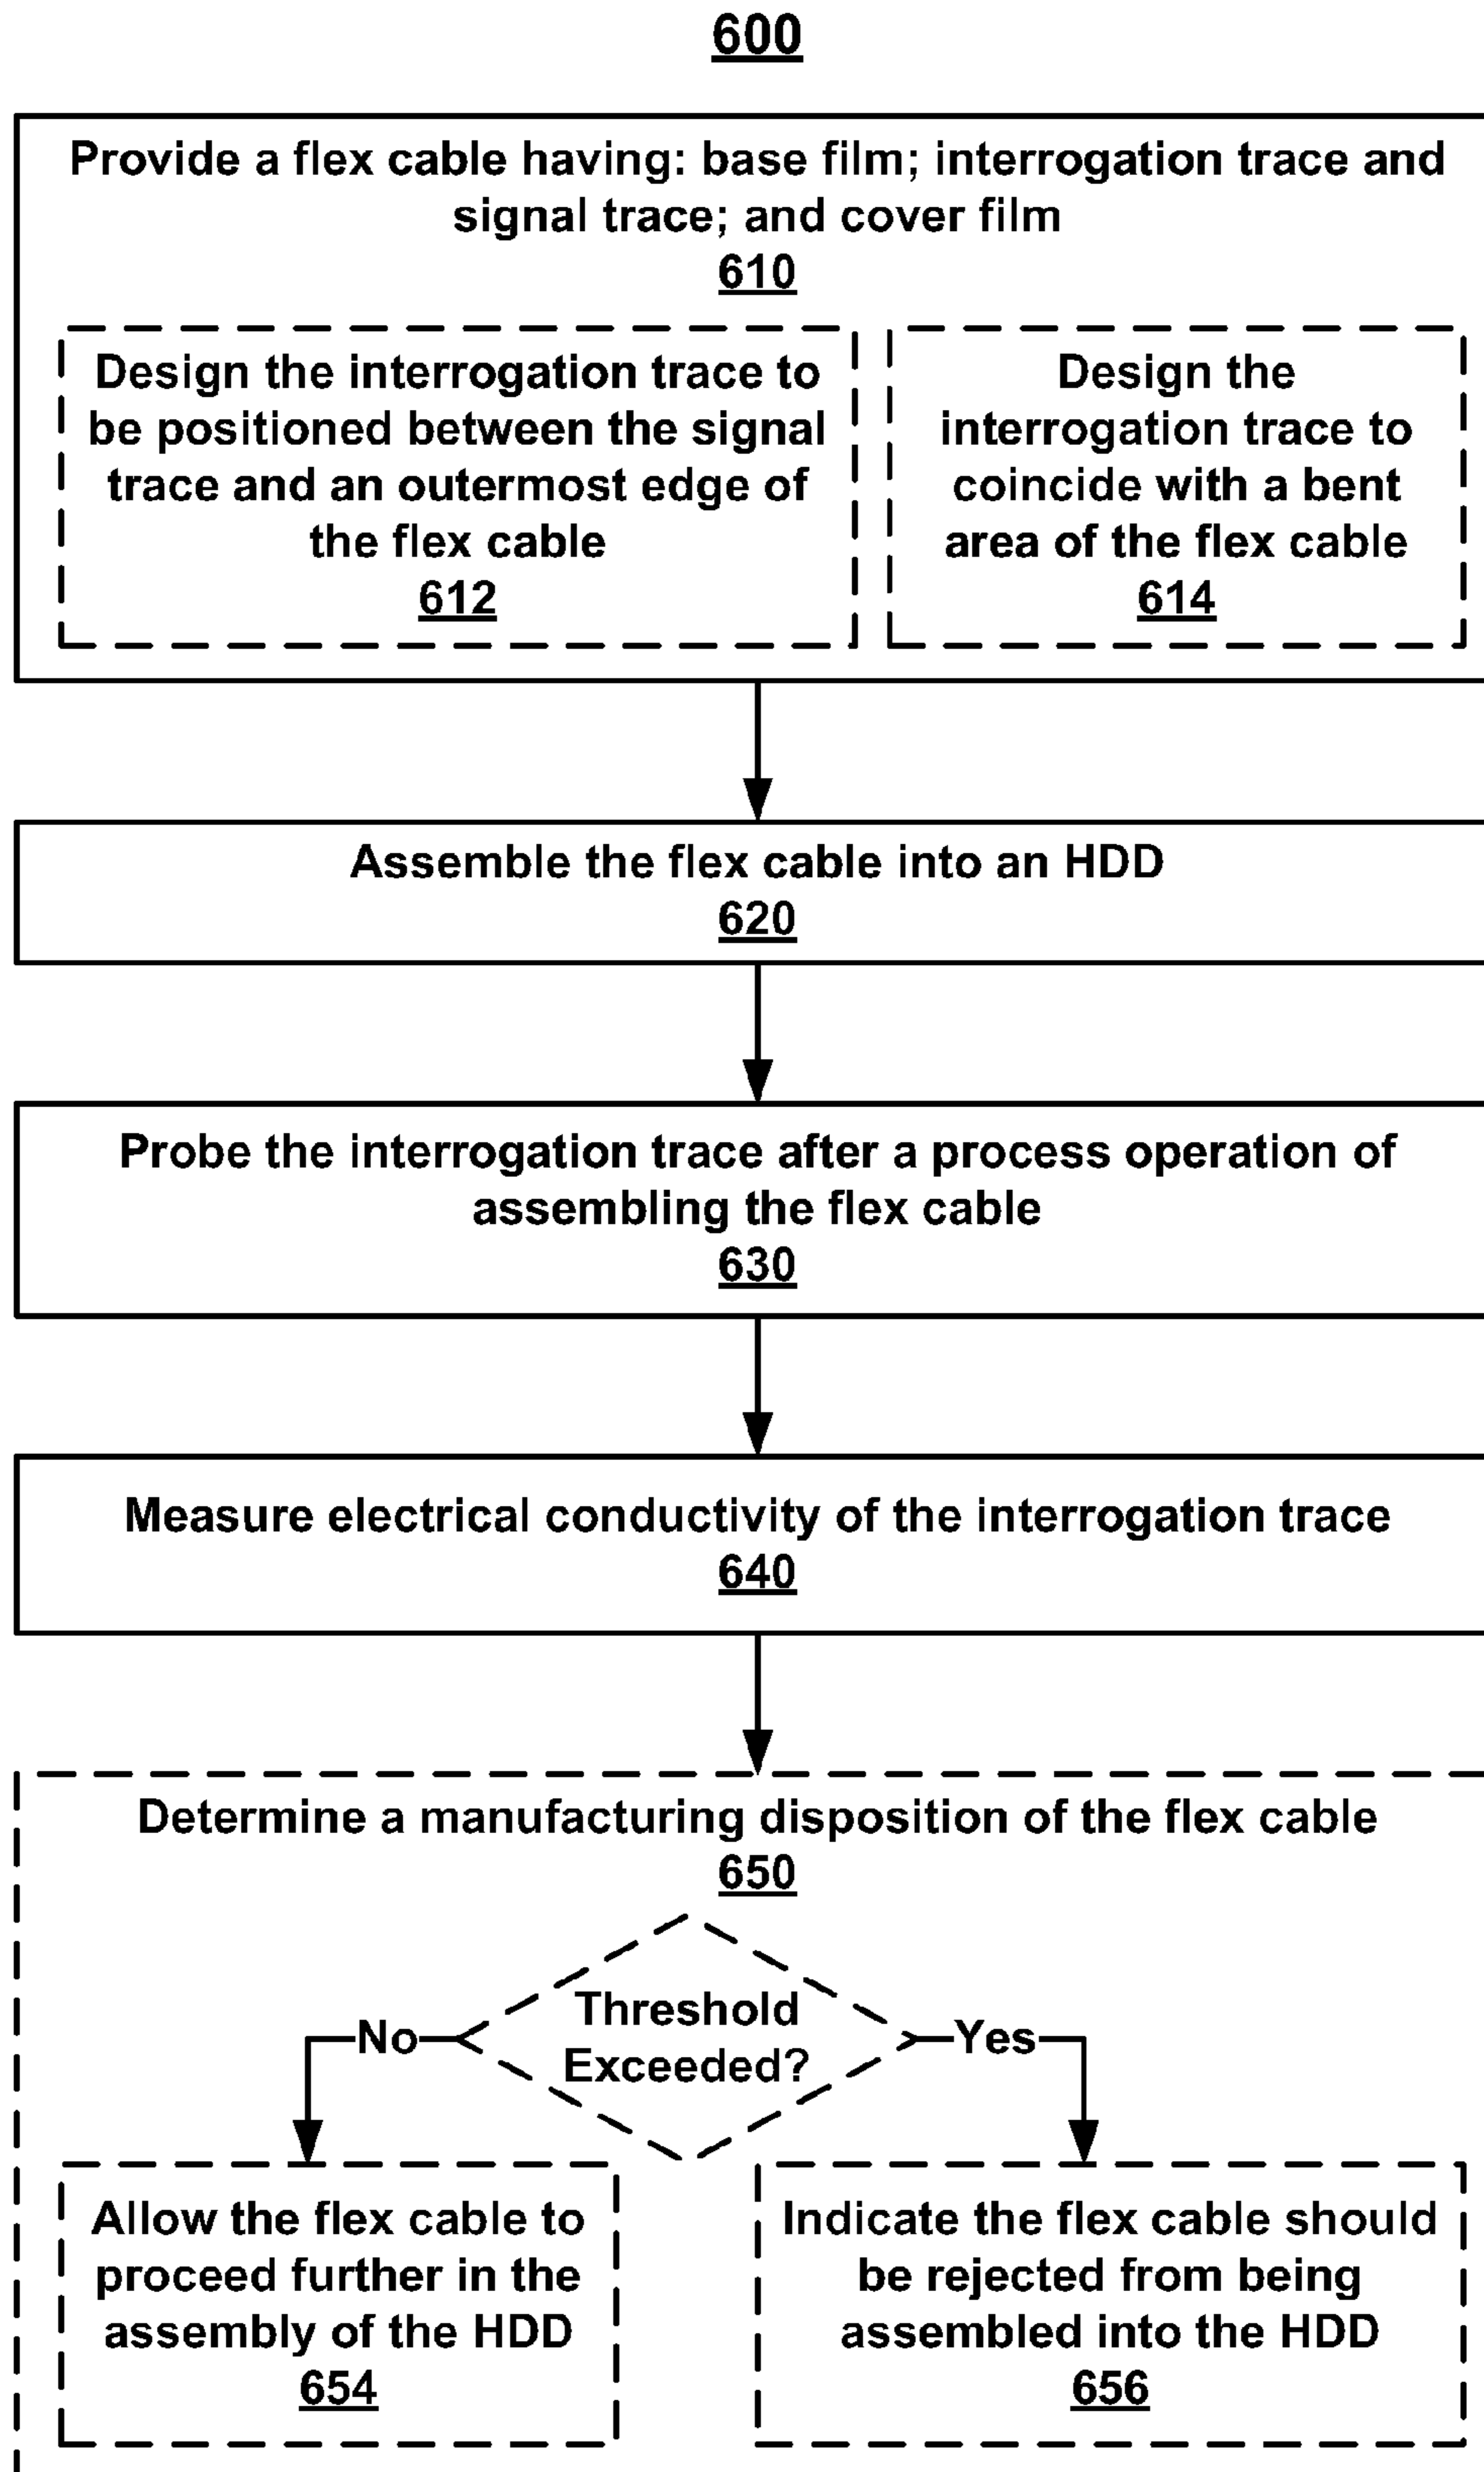 600
Provide a flex cable having: base film; interrogation trace and
signal trace; and cover film
610
Design the interrogation trace to
be positioned between the signal
trace and an outermost edge of
the flex cable
612
Design the
interrogation trace to
coincide with a bent
area of the flex cable
614
Assemble the flex cable into an HDD
620
Probe the interrogation trace after a process operation of
assembling the flex cable
630
Measure electrical conductivity of the interrogation trace
640
Determine a manufacturing disposition of the flex cable
650
Threshold
Exceeded?
No
Yes
Allow the flex cable to
proceed further in the
assembly of the HDD
654
Indicate the flex cable should
be rejected from being
assembled into the HDD
656